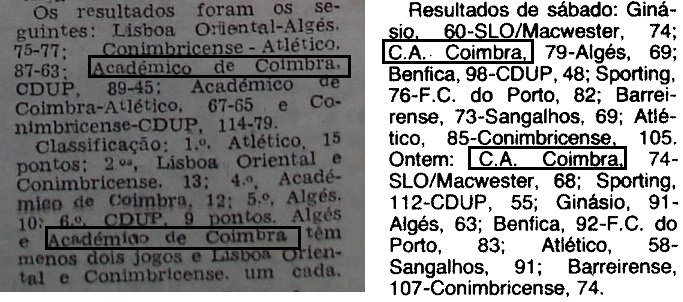 Os resultados foram os se-
guintes: Lisboa Oriental-Algés,
75-77; Conimbricense - Atlético,
87-63; Académico de Coimbra,
CDUP, 89-45; Académico de
Coimbra-Atlético, 67-65 e Co-
nimbricense-CDUP, 114-79.
Classificação: 1.º, Atlético, 15
pontos; 2.ºs, Lisboa Oriental e
Conimbricense, 13; 4.º, Acadé-
mico de Coimbra, 12; 5.º, Algés,
10; 6.º, CDUP, 9 pontos. Algés
e Académico de Coimbra têm
menos dois jogos e Lisboa Orien-
tal e Conimbricense, um cada.
Resultados de sábado: Giná-
sio, 60-SLO/Macwester, 74;
C.A. Coimbra, 79-Algés, 69;
Benfica, 98-CDUP, 48; Sporting,
76-F.C. do Porto, 82; Barrei-
rense, 73-Sangalhos, 69; Atlé-
tico, 85-Conimbricense, 105.
Ontem: C.A. Coimbra, 74-
SLO/Macwester, 68; Sporting,
112-CDUP, 55; Ginásio, 91-
Algés, 63; Benfica, 92-F.C. do
Porto, 83; Atlético, 58-
Sangalhos, 91; Barreirense,
107-Conimbricense, 74.